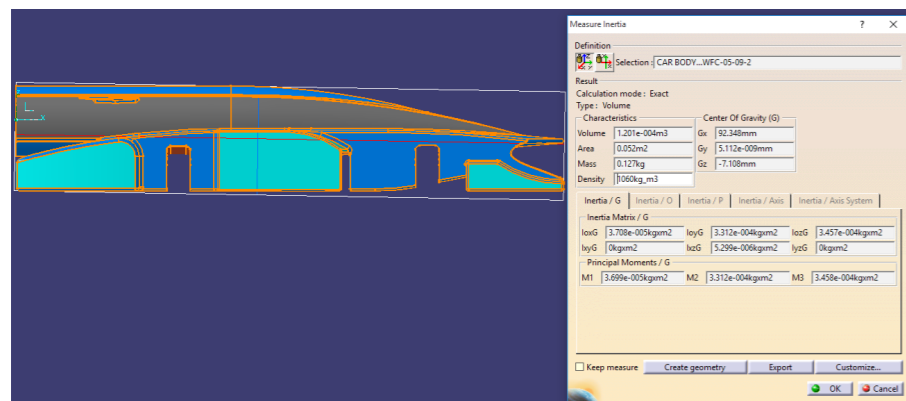 Measure Inertia ? ×
Definition
Selection : CAR BODY...WFC-05-09-2
Result
Calculation mode : Exact
Type : Volume
Characteristics
Center Of Gravity (G)
Volume 1.201e-004m3 Gx 92.348mm
Area 0.052m2 Gy 5.112e-009mm
Mass 0.127kg Gz -7.108mm
Density 1060kg_m3
Inertia / G Inertia / O Inertia / P Inertia / Axis Inertia / Axis System
Inertia Matrix / G
IoxG 3.708e-005kgxm2 IoyG 3.312e-004kgxm2 IozG 3.457e-004kgxm2
IxyG 0kgxm2 IxzG 5.299e-006kgxm2 IyzG 0kgxm2
Principal Moments / G
M1 3.699e-005kgxm2 M2 3.312e-004kgxm2 M3 3.458e-004kgxm2
Keep measure Create geometry Export Customize...
OK Cancel